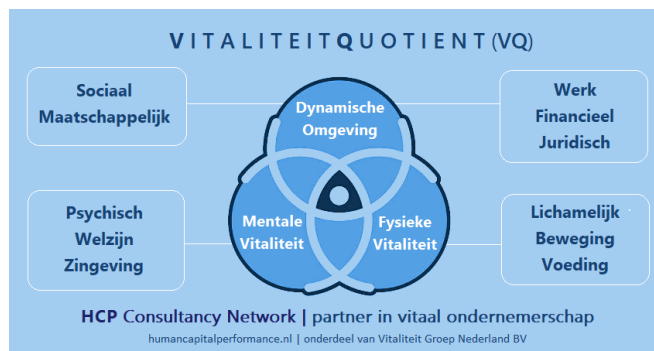 VITALITEITQUOTIENT (VQ)
Sociaal
Maatschappelijk
Dynamische
Omgeving
Werk
Financieel
Juridisch
Psychisch
Welzijn
Zingeving
Mentale
Vitaliteit
Fysieke
Vitaliteit
Lichamelijk
Beweging
Voeding
HCP Consultancy Network | partner in vitaal ondernemerschap
humancapitalperformance.nl | onderdeel van Vitaliteit Groep Nederland BV